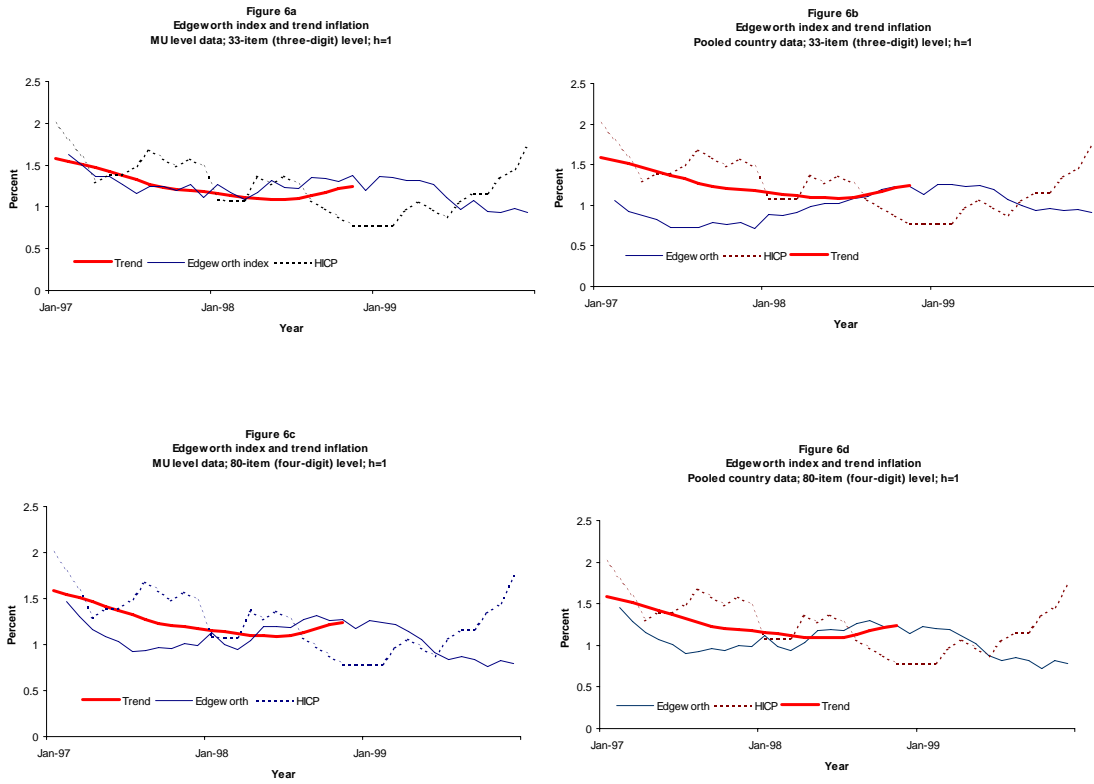 Figure 6a
Edgeworth index and trend inflation
MU level data; 33-item (three-digit) level; h=1
2.5
2
1.5
1
0.5
0
Percent
Trend Edgeworth index HICP
Jan-97 Jan-98 Jan-99
Year
Figure 6b
Edgeworth index and trend inflation
Pooled country data; 33-item (three-digit) level; h=1
2.5
2
1.5
1
0.5
0
Percent
Edgeworth HICP Trend
Jan-97 Jan-98 Jan-99
Year
Figure 6c
Edgeworth index and trend inflation
MU level data; 80-item (four-digit) level; h=1
2.5
2
1.5
1
0.5
0
Percent
Trend Edgeworth HICP
Jan-97 Jan-98 Jan-99
Year
Figure 6d
Edgeworth index and trend inflation
Pooled country data; 80-item (four-digit) level; h=1
2.5
2
1.5
1
0.5
0
Percent
Edgeworth HICP Trend
Jan-97 Jan-98 Jan-99
Year